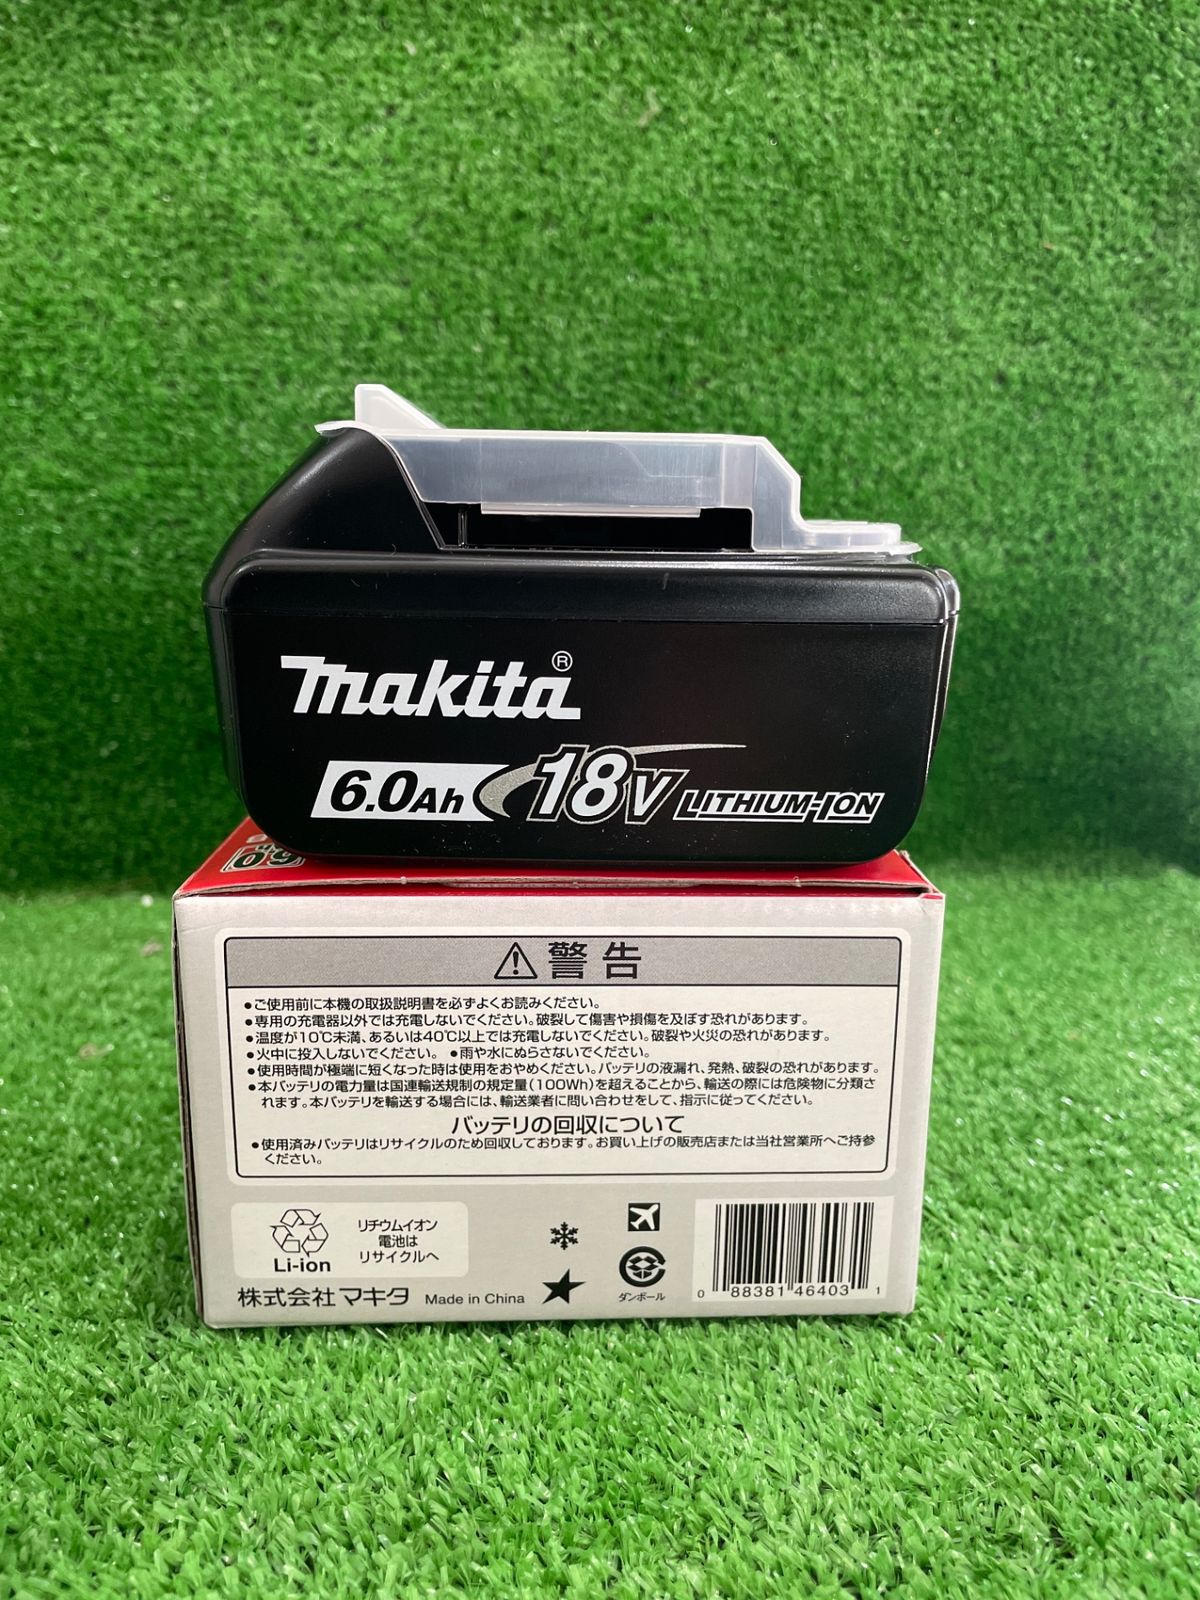 makita®
6.0Ah 18V LITHIUM-ION
6.0
警告
●ご使用前に本機の取扱説明書を必ずよくお読みください。
●専用の充電器以外では充電しないでください。破裂して傷害や損傷を及ぼす恐れがあります。
●温度が10℃未満、あるいは40℃以上では充電しないでください。破裂や火災の恐れがあります。
●火中に投入しないでください。 ●雨や水にぬらさないでください。
●使用時間が極端に短くなった時は使用をおやめください。バッテリの液漏れ、発熱、破裂の恐れがあります。
●本バッテリの電力量は国連輸送規制の規定量(100Wh)を超えることから、輸送の際には危険物に分類さ
れます。本バッテリを輸送する場合には、輸送業者に問い合わせをして、指示に従ってください。
バッテリの回収について
●使用済みバッテリはリサイクルのため回収しております。お買い上げの販売店または当社営業所へご持参
ください。
Li-ion
リチウムイオン
電池は
リサイクルへ
株式会社マキタ Made in China
ダンボール
0 88381 46403 1